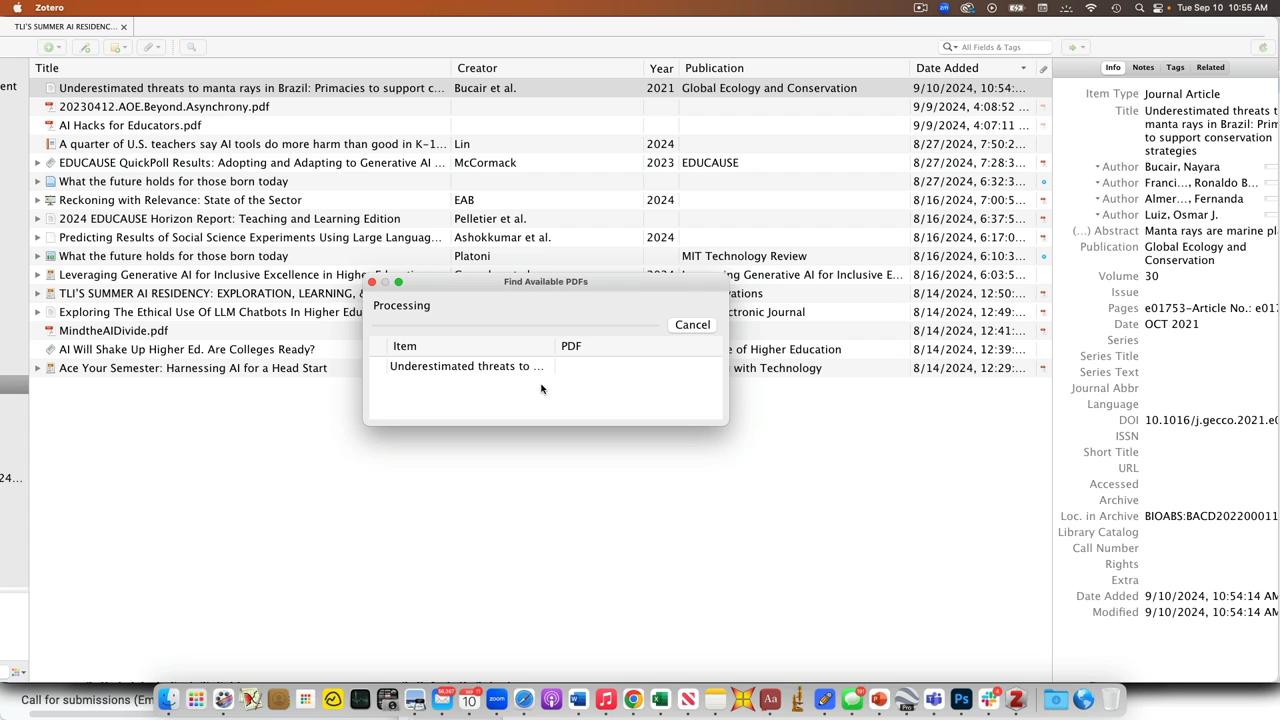 Zotero
Tue Sep 10 10:55 AM
TLI'S SUMMER AI RESIDENC...
All Fields & Tags
Title Creator Year Publication Date Added
ent
Underestimated threats to manta rays in Brazil: Primacies to support c... Bucair et al. 2021 Global Ecology and Conservation 9/10/2024, 10:54:...
20230412.AOE.Beyond.Asynchrony.pdf 9/9/2024, 4:08:52 ...
AI Hacks for Educators.pdf 9/9/2024, 4:07:11 ...
A quarter of U.S. teachers say AI tools do more harm than good in K-1... Lin 2024 8/27/2024, 7:50:2...
EDUCAUSE QuickPoll Results: Adopting and Adapting to Generative AI ... McCormack 2023 EDUCAUSE 8/27/2024, 7:28:3...
What the future holds for those born today 8/27/2024, 6:32:3...
Reckoning with Relevance: State of the Sector EAB 2024 8/16/2024, 7:00:5...
2024 EDUCAUSE Horizon Report: Teaching and Learning Edition Pelletier et al. 8/16/2024, 6:37:5...
Predicting Results of Social Science Experiments Using Large Languag... Ashokkumar et al. 2024 8/16/2024, 6:17:0...
What the future holds for those born today Platoni MIT Technology Review 8/16/2024, 6:10:3...
Leveraging Generative AI for Inclusive Excellence in Higher Generative AI for Inclusive E... 8/16/2024, 6:03:5...
TLI'S SUMMER AI RESIDENCY: EXPLORATION, LEARNING, 8/14/2024, 12:50:...
Exploring The Ethical Use Of LLM Chatbots In Higher Edu Journal 8/14/2024, 12:49:...
MindtheAIDivide.pdf 8/14/2024, 12:41:...
AI Will Shake Up Higher Ed. Are Colleges Ready? e of Higher Education 8/14/2024, 12:39:...
Ace Your Semester: Harnessing AI for a Head Start with Technology 8/14/2024, 12:29:...
Find Available PDFs
Processing
Cancel
Item PDF
Underestimated threats to ...
Info Notes Tags Related
Item Type Journal Article
Title Underestimated threats t
manta rays in Brazil: Prima
to support conservation
strategies
Author Bucair, Nayara
Author Franci..., Ronaldo B...
Author Almer..., Fernanda
Author Luiz, Osmar J.
(...) Abstract Manta rays are marine pl
Publication Global Ecology and
Conservation
Volume 30
Issue
Pages e01753-Article No.: e01
Date OCT 2021
Series
Series Title
Series Text
Journal Abbr
Language
DOI 10.1016/j.gecco.2021.e0
ISSN
Short Title
URL
Accessed
Archive
Loc. in Archive BIOABS:BACD202200011
Library Catalog
Call Number
Rights
Extra
Date Added 9/10/2024, 10:54:14 AM
Modified 9/10/2024, 10:54:14 AM
24...
Call for submissions (Em